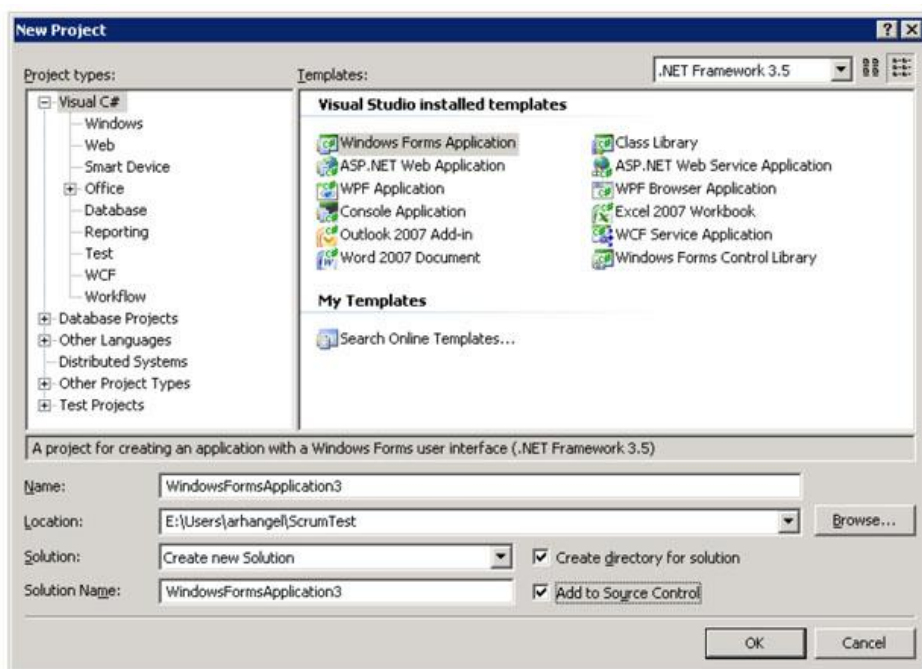 New Project
Project types:
Templates:
.NET Framework 3.5
Visual C#
Windows
Web
Smart Device
Office
Database
Reporting
Test
WCF
Workflow
Database Projects
Other Languages
Distributed Systems
Other Project Types
Test Projects
Visual Studio installed templates
Windows Forms Application
Class Library
ASP.NET Web Application
ASP.NET Web Service Application
WPF Application
WPF Browser Application
Console Application
Excel 2007 Workbook
Outlook 2007 Add-in
WCF Service Application
Word 2007 Document
Windows Forms Control Library
My Templates
Search Online Templates...
A project for creating an application with a Windows Forms user interface (.NET Framework 3.5)
Name:
WindowsFormsApplication3
Location:
E:\Users\arhangel\ScrumTest
Browse...
Solution:
Create new Solution
Create directory for solution
Solution Name:
WindowsFormsApplication3
Add to Source Control
OK
Cancel